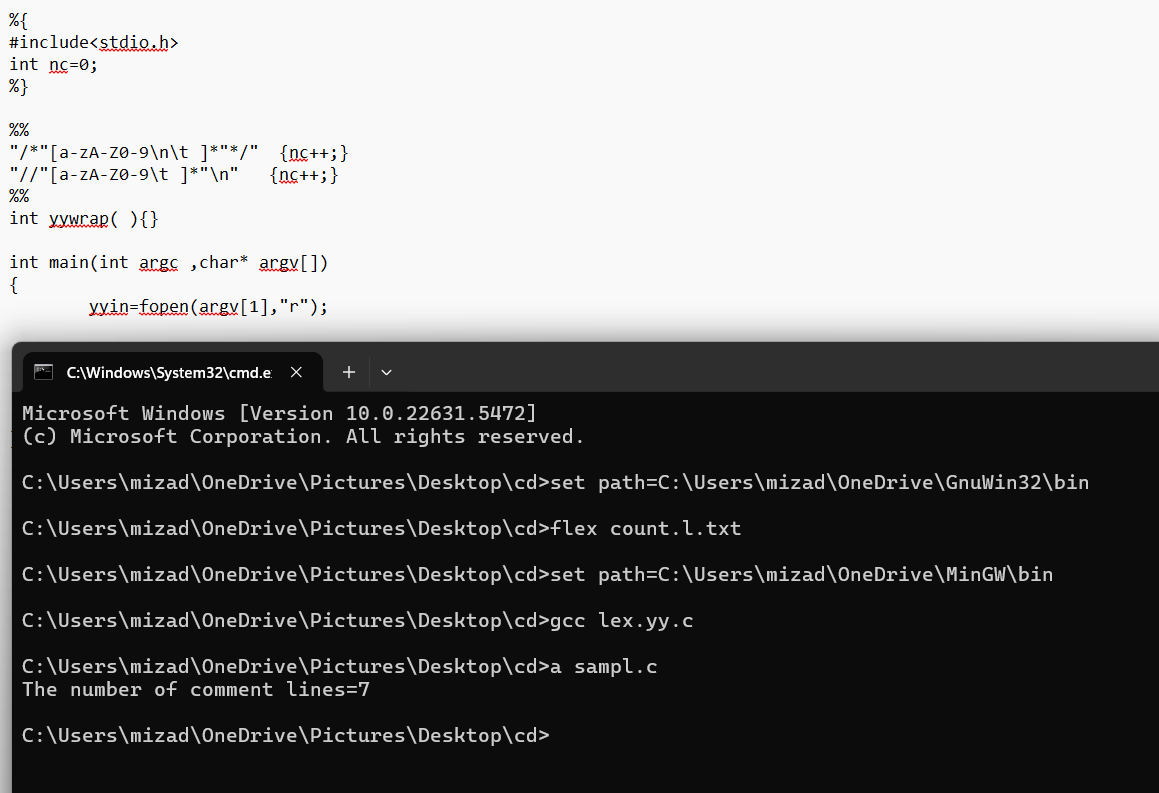 %{
#include<stdio.h>
int nc=0;
%}
%%
"/*"[a-zA-Z0-9\n\t ]*"*/"  {nc++;}
"//"[a-zA-Z0-9\t ]*"\n"   {nc++;}
%%
int yywrap( ){}
int main(int argc ,char* argv[])
{
        yyin=fopen(argv[1],"r");
C:\Windows\System32\cmd.e
Microsoft Windows [Version 10.0.22631.5472]
(c) Microsoft Corporation. All rights reserved.
C:\Users\mizad\OneDrive\Pictures\Desktop\cd>set path=C:\Users\mizad\OneDrive\GnuWin32\bin
C:\Users\mizad\OneDrive\Pictures\Desktop\cd>flex count.l.txt
C:\Users\mizad\OneDrive\Pictures\Desktop\cd>set path=C:\Users\mizad\OneDrive\MinGW\bin
C:\Users\mizad\OneDrive\Pictures\Desktop\cd>gcc lex.yy.c
C:\Users\mizad\OneDrive\Pictures\Desktop\cd>a sampl.c
The number of comment lines=7
C:\Users\mizad\OneDrive\Pictures\Desktop\cd>